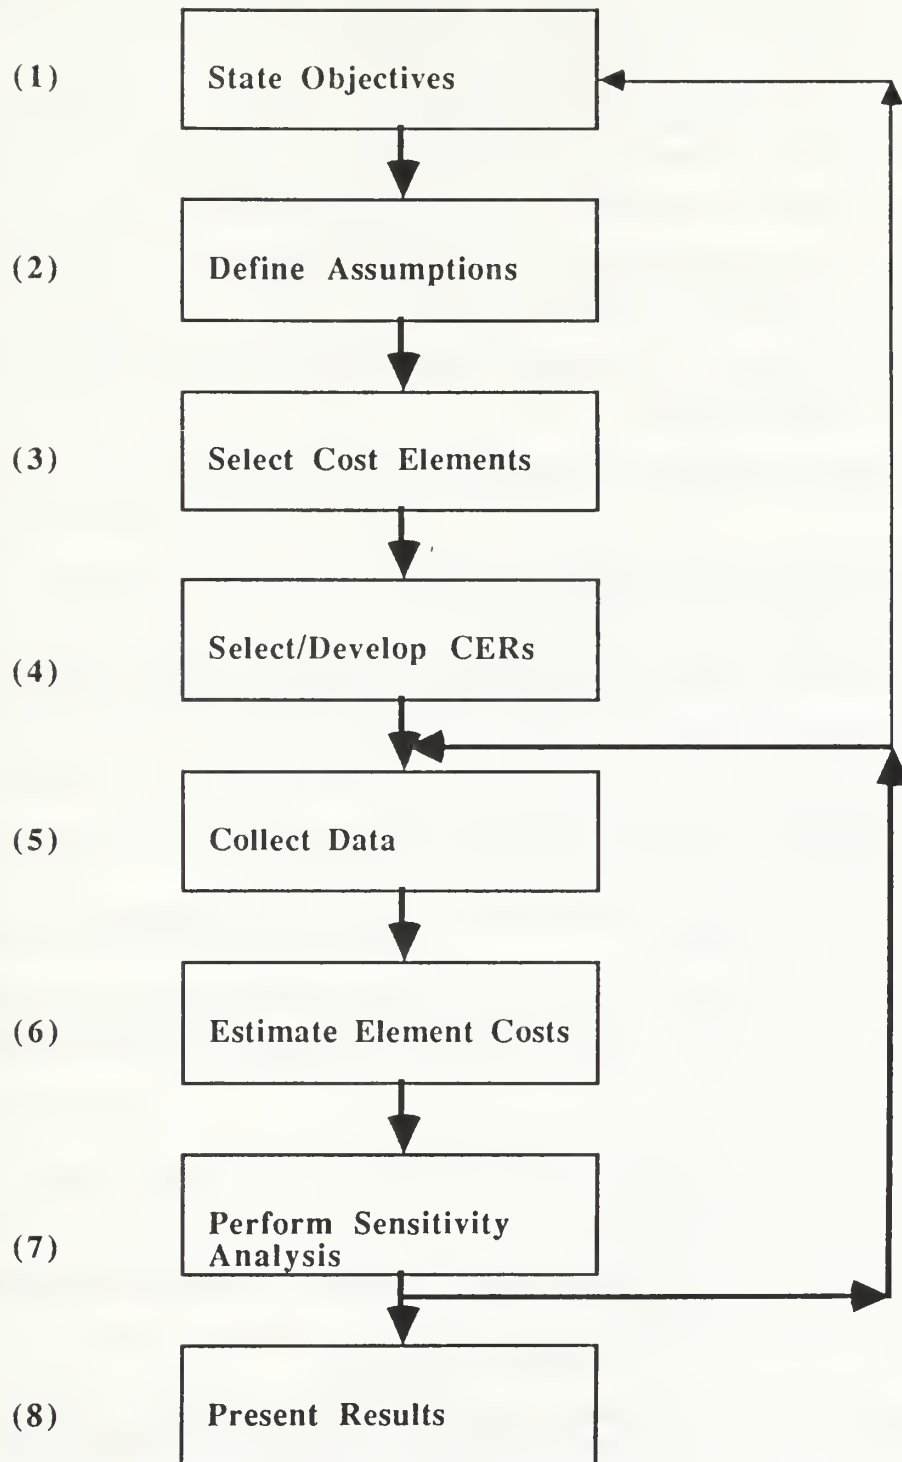 (1) State Objectives
(2) Define Assumptions
(3) Select Cost Elements
Select/Develop CERs
(4)
(5) Collect Data
(6) Estimate Element Costs
Perform Sensitivity
(7) Analysis
(8) Present Results